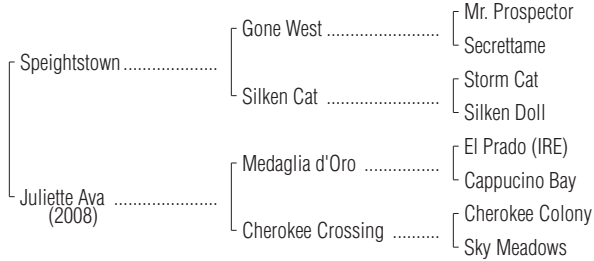 Mr. Prospector
Gone West ........................
Secrettame
Speightstown ....................
Storm Cat
Silken Cat ........................
Silken Doll
El Prado (IRE)
Medaglia d'Oro ................
Cappucino Bay
Juliette Ava ......................
(2008)
Cherokee Colony
Cherokee Crossing ..........
Sky Meadows